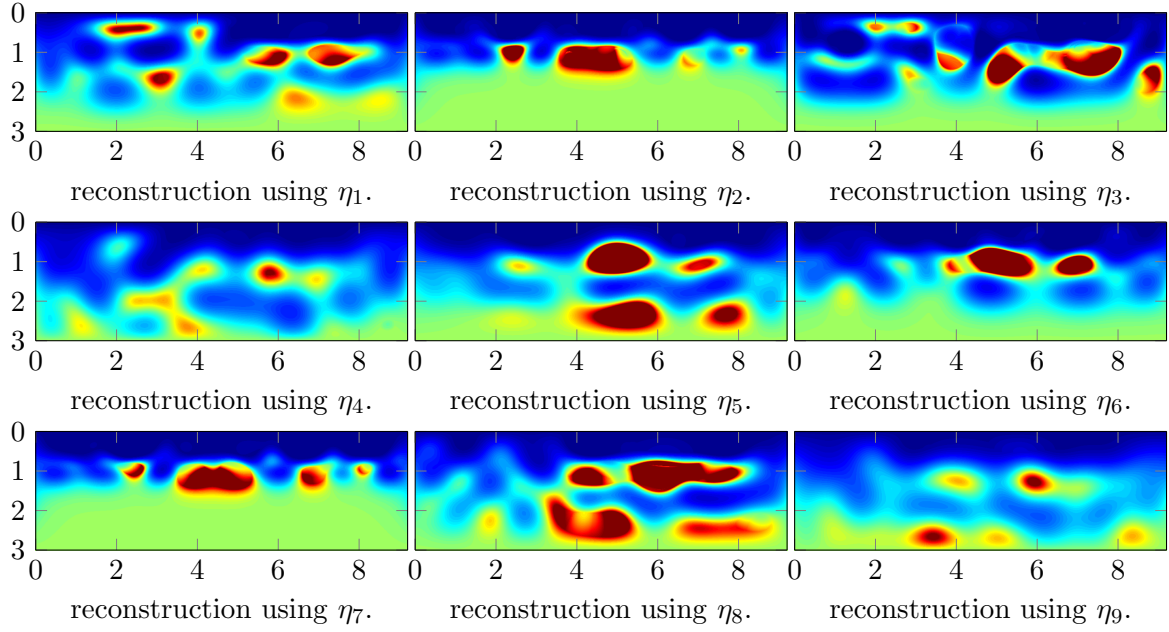 0
1
2
3
0 2 4 6 8 0 2 4 6 8 0 2 4 6 8
reconstruction using η₁. reconstruction using η₂. reconstruction using η₃.
0
1
2
3
0 2 4 6 8 0 2 4 6 8 0 2 4 6 8
reconstruction using η₄. reconstruction using η₅. reconstruction using η₆.
0
1
2
3
0 2 4 6 8 0 2 4 6 8 0 2 4 6 8
reconstruction using η₇. reconstruction using η₈. reconstruction using η₉.